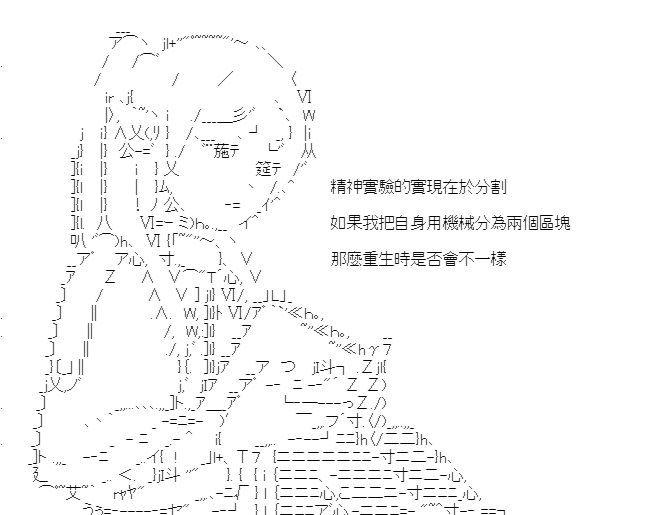 精神實驗的實現在於分割
如果我把自身用機械分為兩個區塊
那麼重生時是否會不一樣